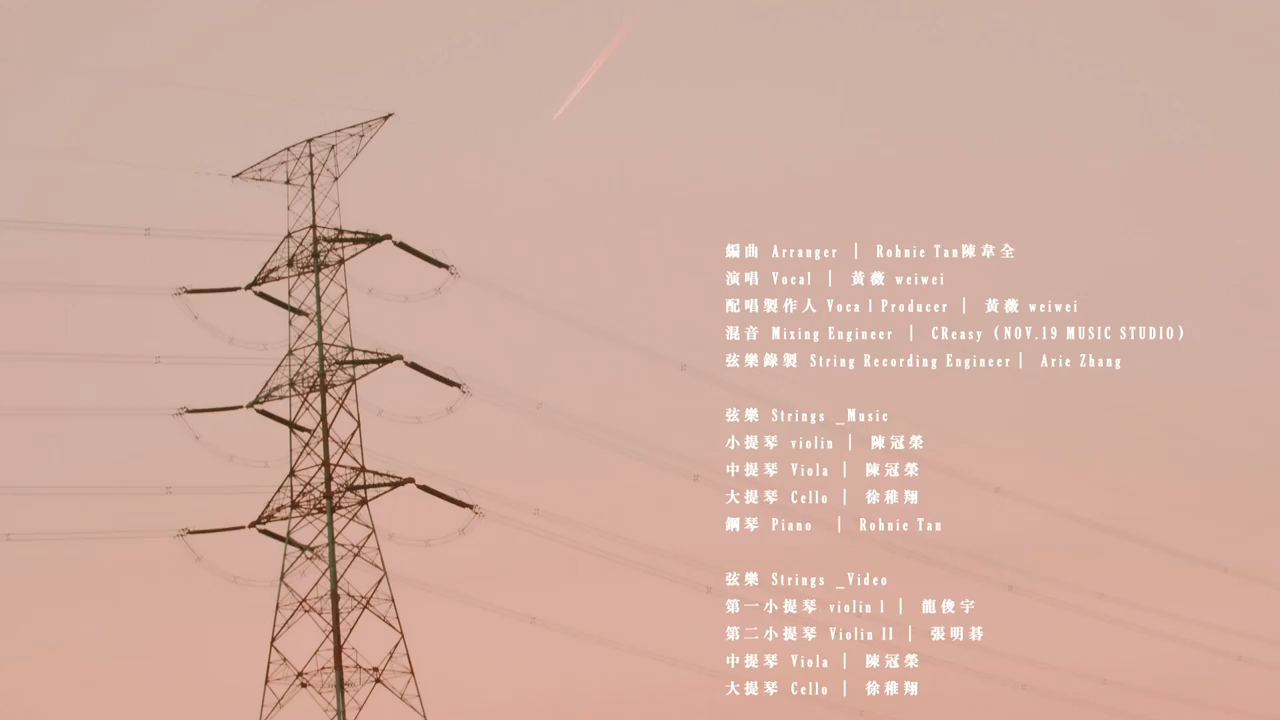 編曲 Arranger | Rohnie Tan陳韋全
演唱 Vocal | 黃薇 weiwei
配唱製作人 Voca l Producer | 黃薇 weiwei
混音 Mixing Engineer | CReasy (NOV.19 MUSIC STUDIO)
弦樂錄製 String Recording Engineer | Arie Zhang
弦樂 Strings _Music
小提琴 violin | 陳冠榮
中提琴 Viola | 陳冠榮
大提琴 Cello | 徐稚翔
鋼琴 Piano | Rohnie Tan
弦樂 Strings _Video
第一小提琴 violin l | 龍俊宇
第二小提琴 Violin II | 張明碁
中提琴 Viola | 陳冠榮
大提琴 Cello | 徐稚翔